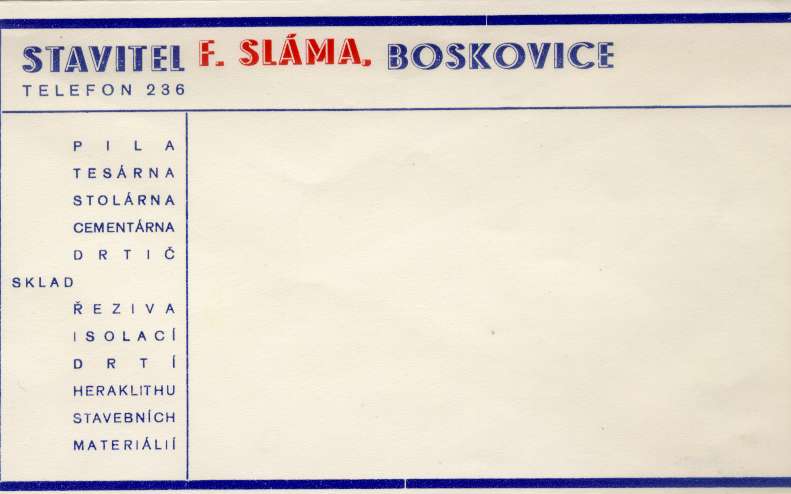 STAVITEL F. SLÁMA, BOSKOVICE
TELEFON 236
PILA
TESÁRNA
STOLÁRNA
CEMENTÁRNA
DRTIČ
SKLAD
ŘEZIVA
ISOLACÍ
DRTÍ
HERAKLITHU
STAVEBNÍCH
MATERIÁLIÍ